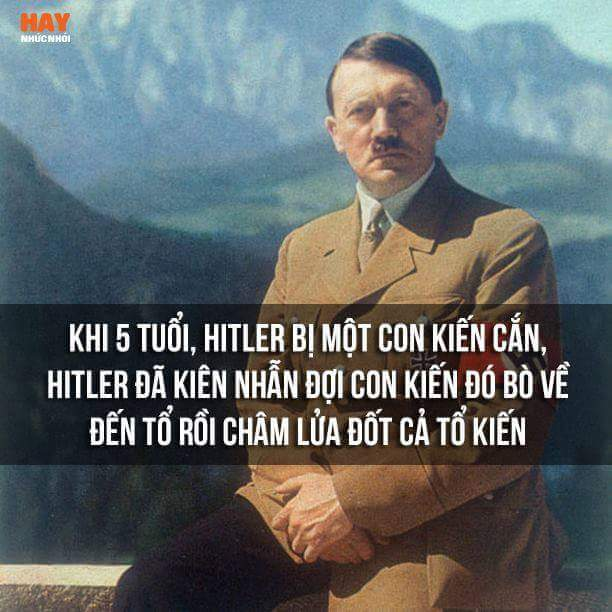 HAY
NHỨC NHÓI
KHI 5 TUỔI, HITLER BỊ MỘT CON KIẾN CẮN,
HITLER ĐÃ KIÊN NHẪN ĐỢI CON KIẾN ĐÓ BÒ VỀ
ĐẾN TỔ RỒI CHÂM LỬA ĐỐT CẢ TỔ KIẾN